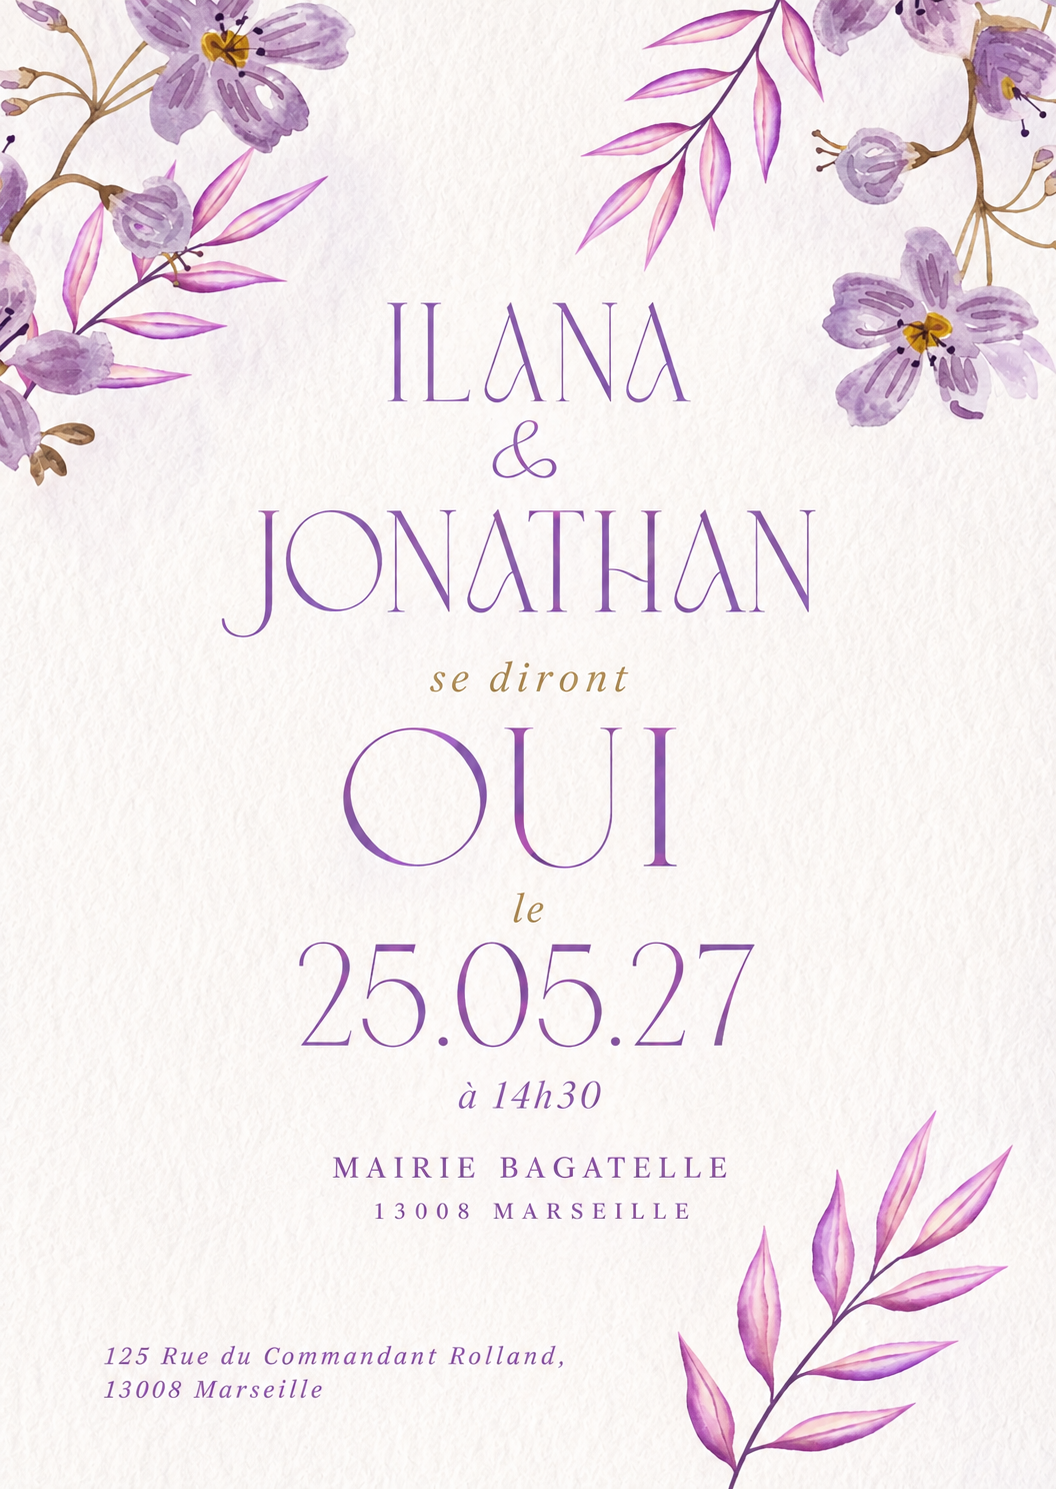 ILANA
&
JONATHAN
se diront
OUI
le
25.05.27
à 14h30
MAIRIE BAGATELLE
13008 MARSEILLE
125 Rue du Commandant Rolland,
13008 Marseille